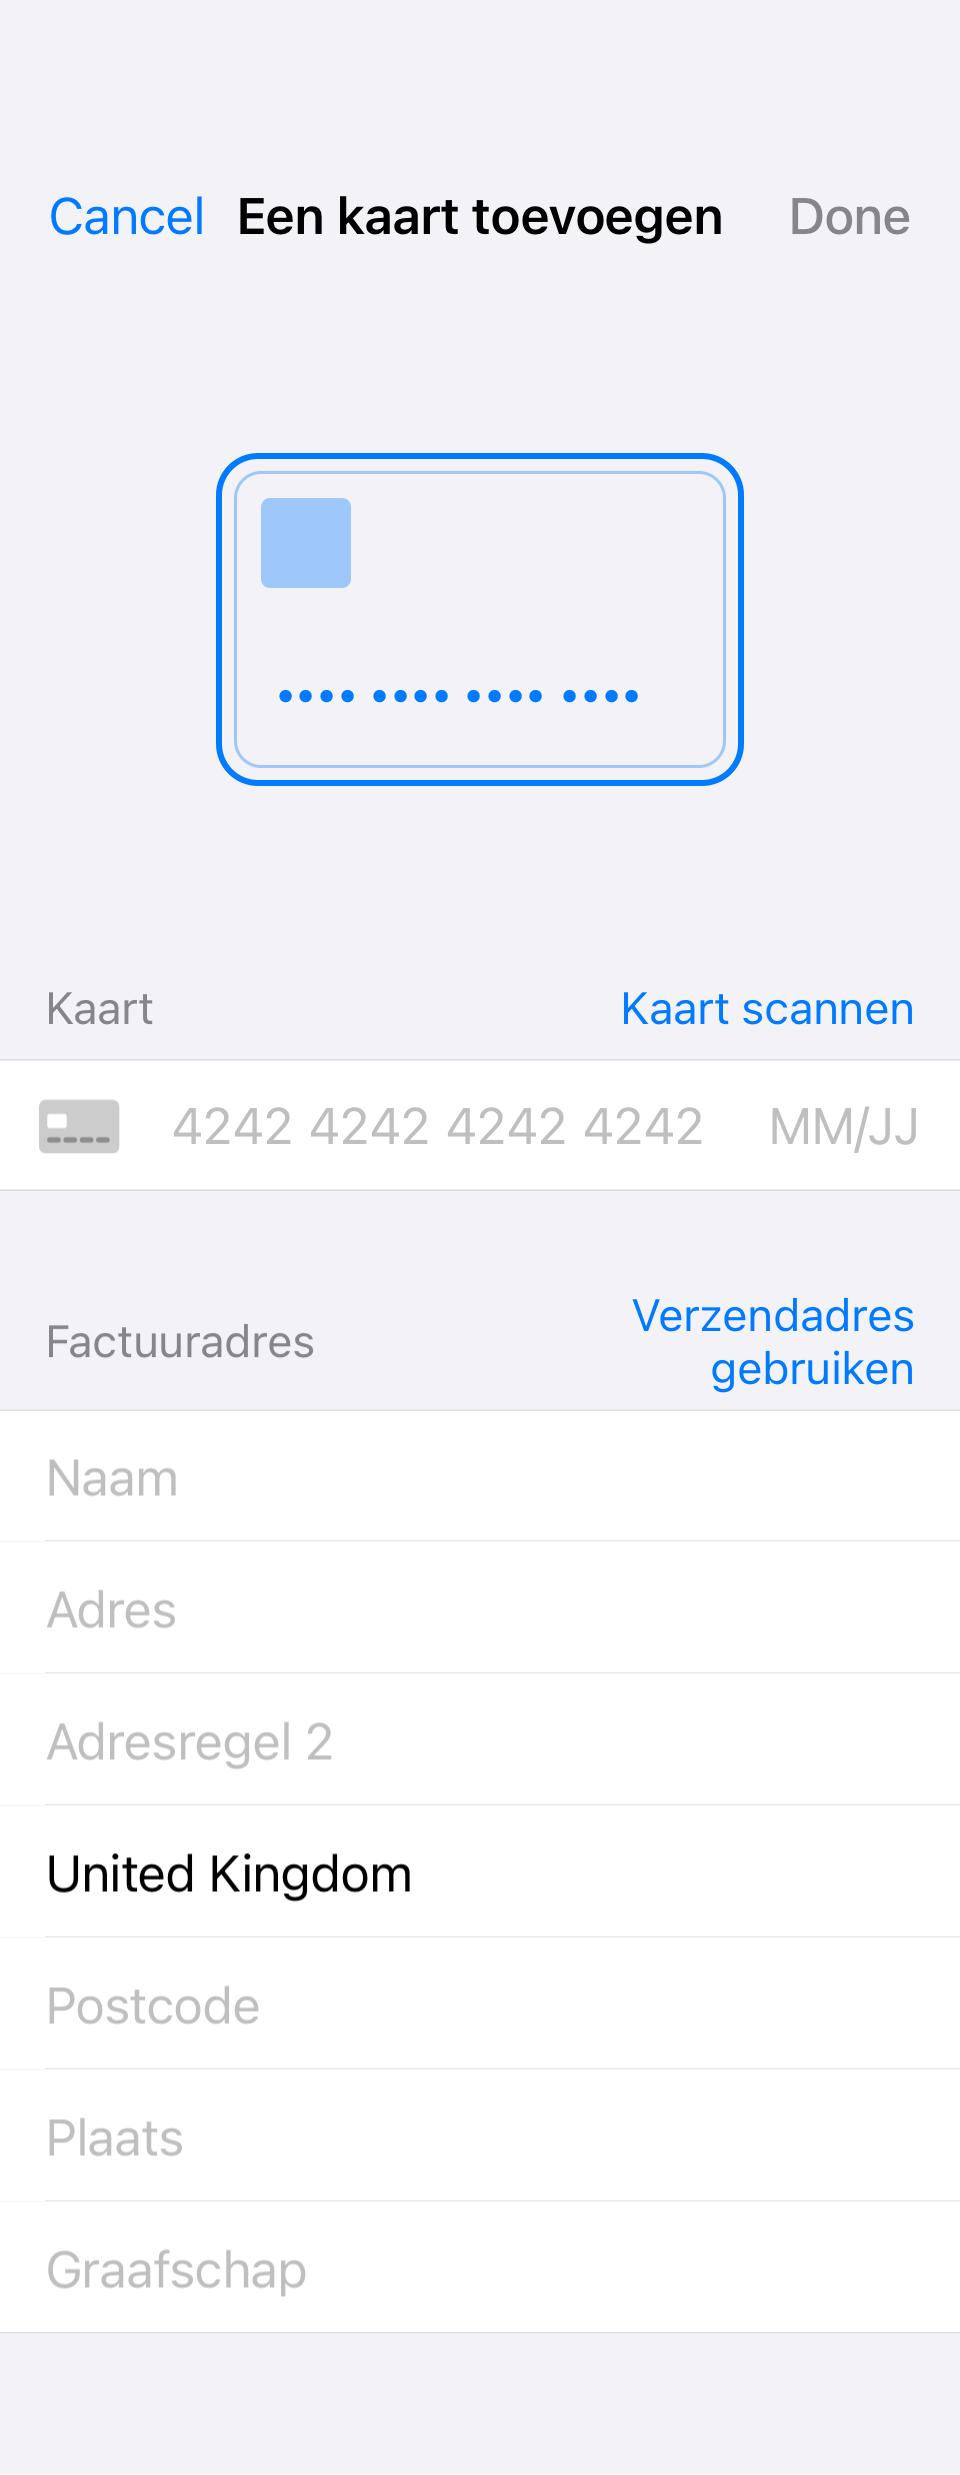 Cancel Een kaart toevoegen Done
Kaart Kaart scannen
4242 4242 4242 4242 MM/JJ
Factuuradres Verzendadres
gebruiken
Naam
Adres
Adresregel 2
United Kingdom
Postcode
Plaats
Graafschap